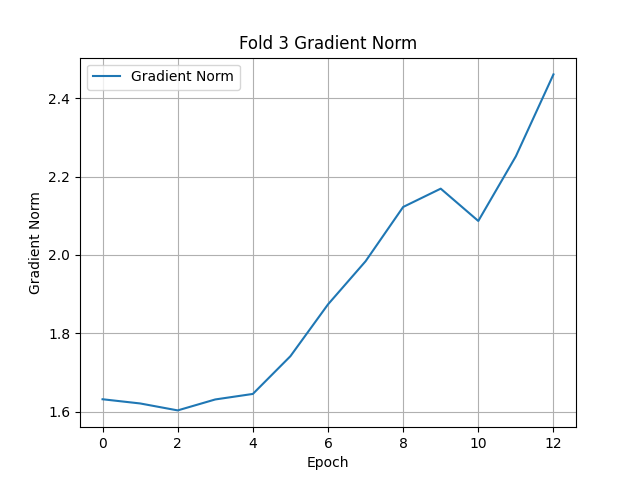 Fold 3 Gradient Norm
Gradient Norm
2.4
2.2
2.0
1.8
1.6
Gradient Norm
0 2 4 6 8 10 12
Epoch